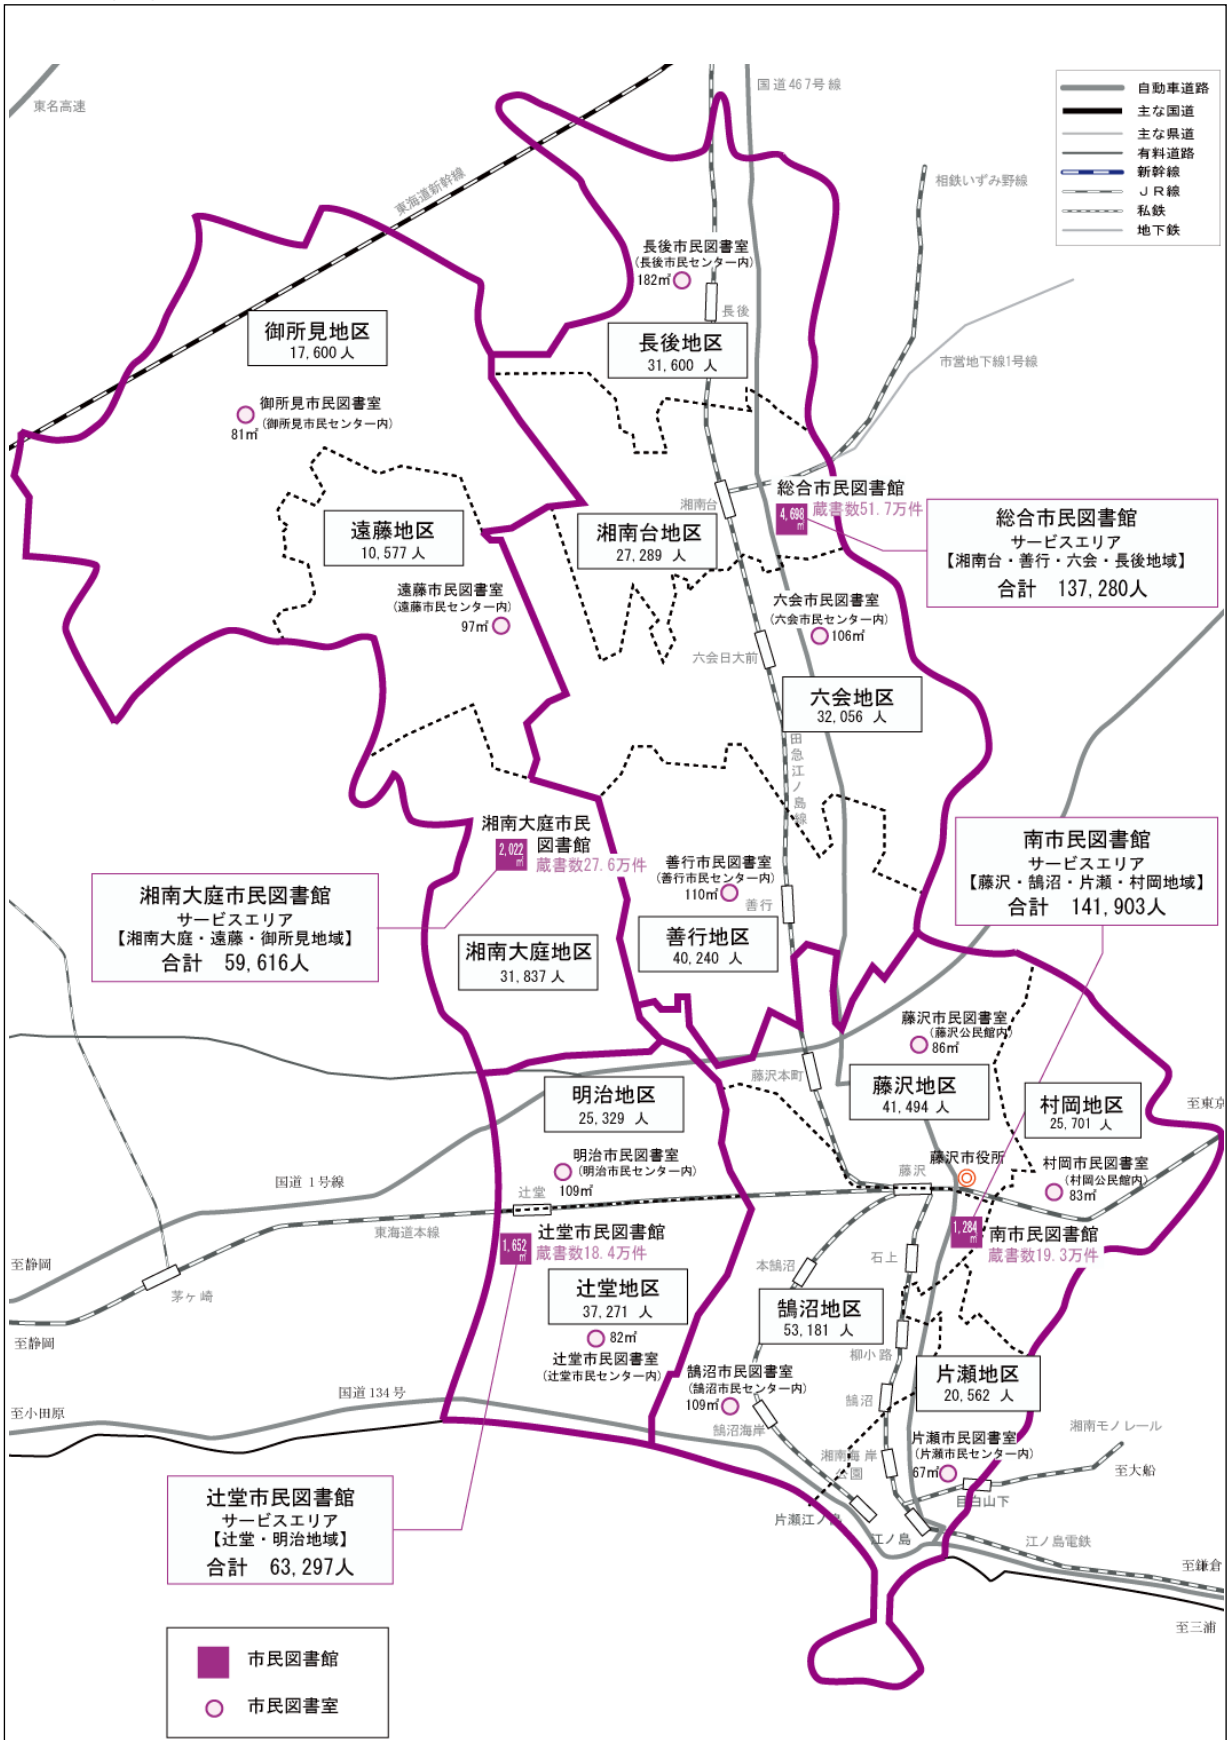 東名高速
国道467号線
自動車道路
主な国道
主な県道
有料道路
新幹線
JR線
私鉄
地下鉄
東海道新幹線
相鉄いずみ野線
長後市民図書室
(長後市民センター内)
182㎡
長後
御所見地区
17,600 人
長後地区
31,600 人
市営地下線1号線
御所見市民図書室
(御所見市民センター内)
81㎡
総合市民図書館
4,698㎡
蔵書数51.7万件
湘南台
総合市民図書館
サービスエリア
【湘南台・善行・六会・長後地域】
合計 137,280人
遠藤地区
10,577 人
湘南台地区
27,289 人
遠藤市民図書室
(遠藤市民センター内)
97㎡
六会市民図書室
(六会市民センター内)
106㎡
六会日大前
六会地区
32,056 人
田急江ノ島線
湘南大庭市民
図書館
2,022㎡
蔵書数27.6万件
南市民図書館
サービスエリア
【藤沢・鵠沼・片瀬・村岡地域】
合計 141,903人
善行市民図書室
(善行市民センター内)
110㎡
善行
湘南大庭市民図書館
サービスエリア
【湘南大庭・遠藤・御所見地域】
合計 59,616人
善行地区
40,240 人
湘南大庭地区
31,837 人
藤沢市民図書室
(藤沢公民館内)
86㎡
藤沢本町
明治地区
25,329 人
藤沢地区
41,494 人
村岡地区
25,701 人
至東京
明治市民図書室
(明治市民センター内)
109㎡
藤沢
藤沢市役所
村岡市民図書室
(村岡公民館内)
83㎡
国道 1号線
辻堂
東海道本線
辻堂市民図書館
1,652㎡
蔵書数18.4万件
1,284㎡
南市民図書館
蔵書数19.3万件
石上
本鵠沼
至静岡
茅ヶ崎
至静岡
辻堂地区
37,271 人
82㎡
辻堂市民図書室
(辻堂市民センター内)
鵠沼地区
53,181 人
柳小路
片瀬地区
20,562 人
鵠沼市民図書室
(鵠沼市民センター内)
109㎡
鵠沼
国道134号
至小田原
鵠沼海岸
湘南海岸
公園
片瀬市民図書室
(片瀬市民センター内)
67㎡
湘南モノレール
至大船
目白山下
片瀬江ノ島
江ノ島
江ノ島電鉄
至鎌倉
至三浦
辻堂市民図書館
サービスエリア
【辻堂・明治地域】
合計 63,297人
市民図書館
市民図書室